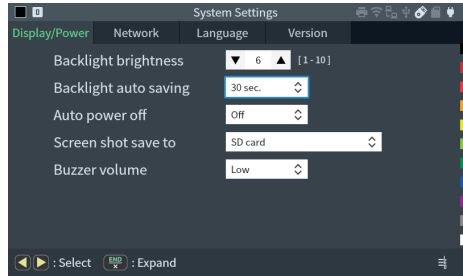 0 System Settings
Display/Power Network Language Version
Backlight brightness ▼ 6 ▲ [1-10]
Backlight auto saving 30 sec.
Auto power off Off
Screen shot save to SD card
Buzzer volume Low
: Select END × : Expand